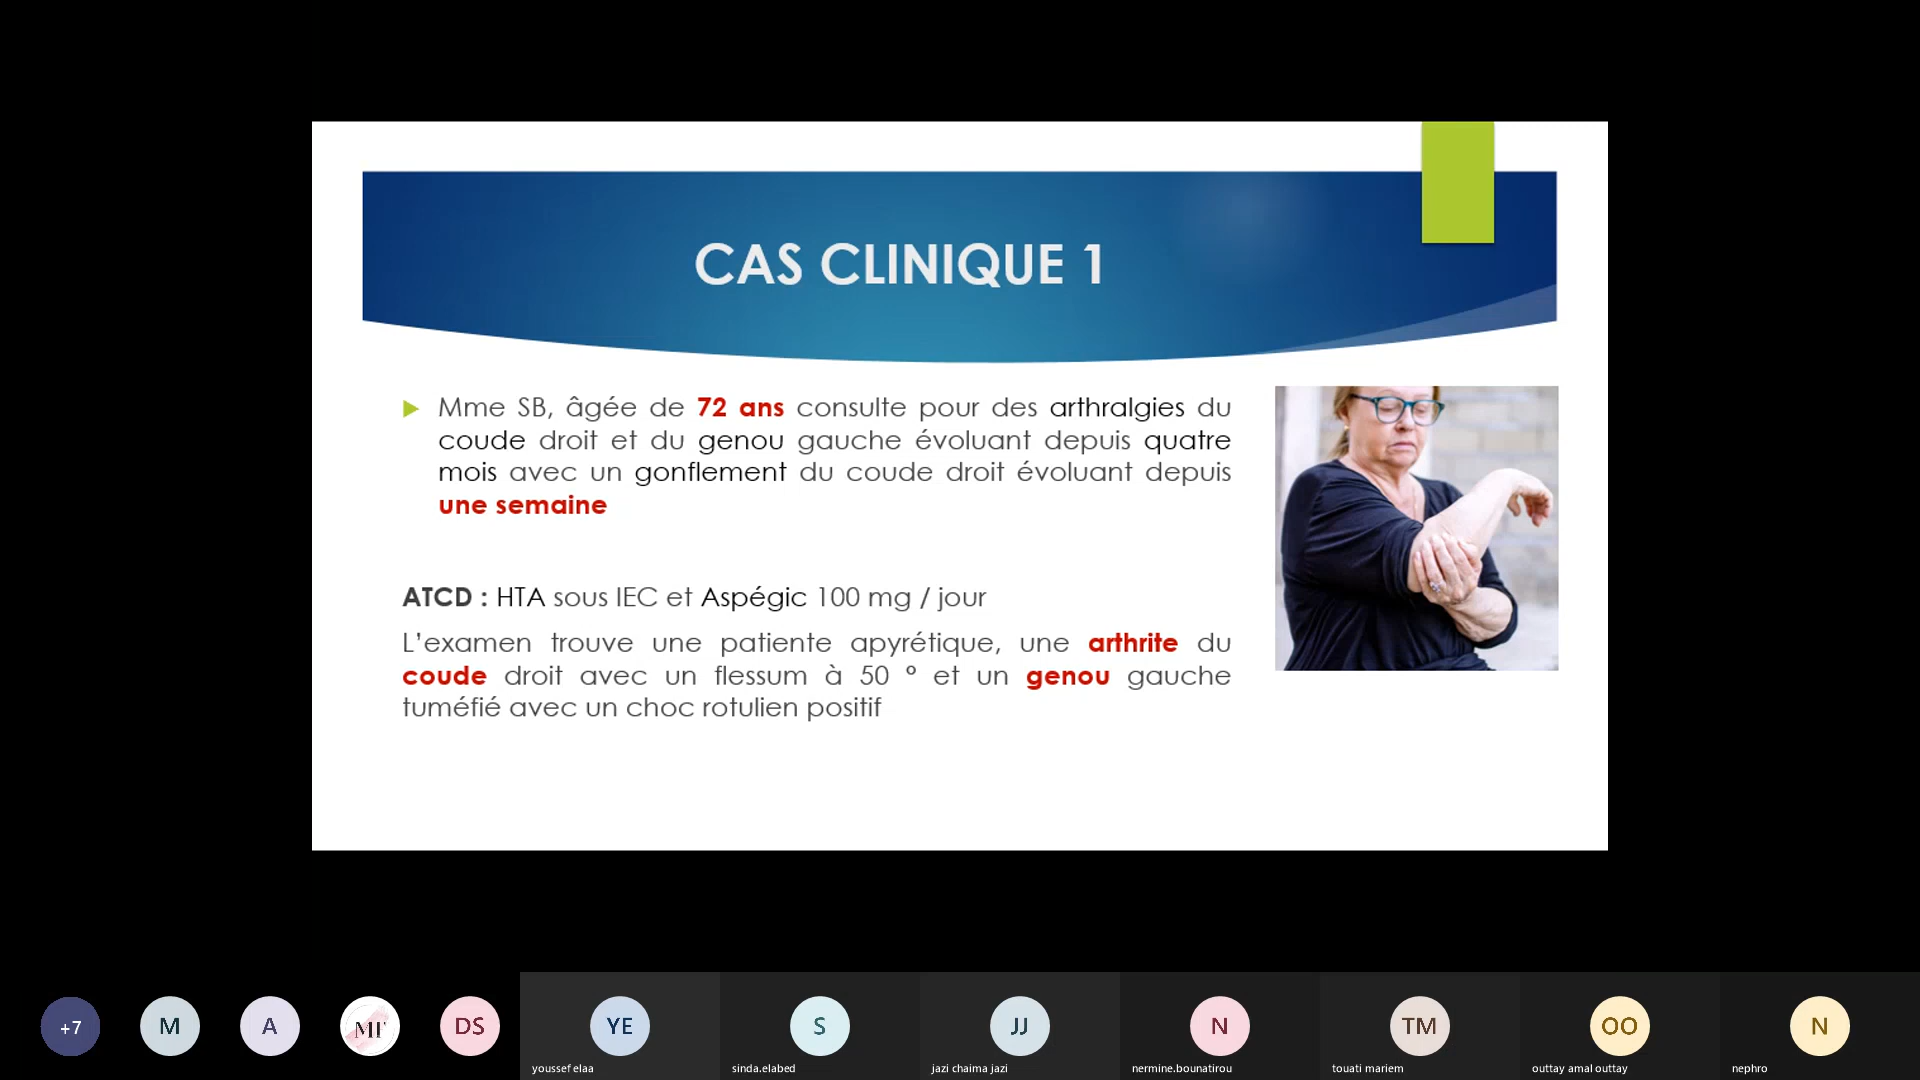 CAS CLINIQUE 1
Mme SB, âgée de 72 ans consulte pour des arthralgies du
coude droit et du genou gauche évoluant depuis quatre
mois avec un gonflement du coude droit évoluant depuis
une semaine
ATCD : HTA sous IEC et Aspégic 100 mg / jour
L'examen trouve une patiente apyrétique, une arthrite du
coude droit avec un flessum à 50 ° et un genou gauche
tuméfié avec un choc rotulien positif
+7
M
A
MF
DS
YE
S
JJ
N
TM
OO
N
youssef elaa
sinda.elabed
jazi chaima jazi
nermine.bounatirou
touati mariem
outtay amal outtay
nephro